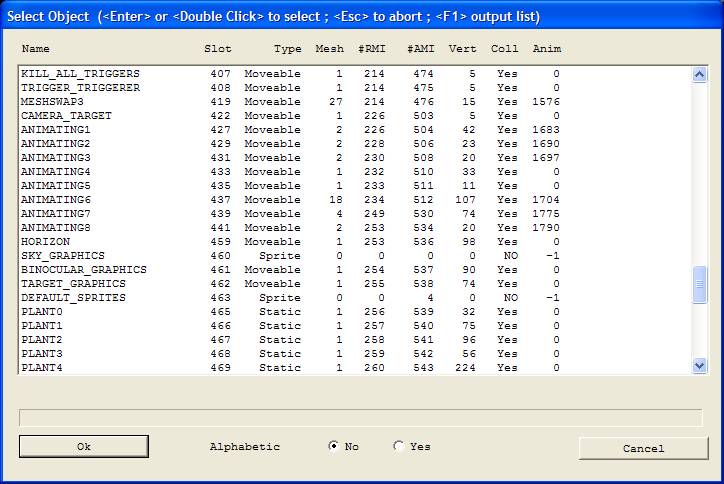 Select Object (<Enter> or <Double Click> to select ; <Esc> to abort ; <F1> output list)
Name Slot Type Mesh #RMI #AMI Vert Coll Anim
KILL_ALL_TRIGGERS 407 Moveable 1 214 474 5 Yes 0
TRIGGER_TRIGGERER 408 Moveable 1 214 475 5 Yes 0
MESHSWAP3 419 Moveable 27 214 476 15 Yes 1576
CAMERA_TARGET 422 Moveable 1 226 503 5 Yes 0
ANIMATING1 427 Moveable 2 226 504 42 Yes 1683
ANIMATING2 429 Moveable 2 228 506 23 Yes 1690
ANIMATING3 431 Moveable 2 230 508 20 Yes 1697
ANIMATING4 433 Moveable 1 232 510 33 Yes 0
ANIMATING5 435 Moveable 1 233 511 11 Yes 0
ANIMATING6 437 Moveable 18 234 512 107 Yes 1704
ANIMATING7 439 Moveable 4 249 530 74 Yes 1775
ANIMATING8 441 Moveable 2 253 534 20 Yes 1790
HORIZON 459 Moveable 1 253 536 98 Yes 0
SKY_GRAPHICS 460 Sprite 0 0 0 0 NO -1
BINOCULAR_GRAPHICS 461 Moveable 1 254 537 90 Yes 0
TARGET_GRAPHICS 462 Moveable 1 255 538 74 Yes 0
DEFAULT_SPRITES 463 Sprite 0 0 4 0 NO -1
PLANT0 465 Static 1 256 539 32 Yes 0
PLANT1 466 Static 1 257 540 75 Yes 0
PLANT2 467 Static 1 258 541 96 Yes 0
PLANT3 468 Static 1 259 542 56 Yes 0
PLANT4 469 Static 1 260 543 224 Yes 0
Ok Alphabetic No Yes Cancel